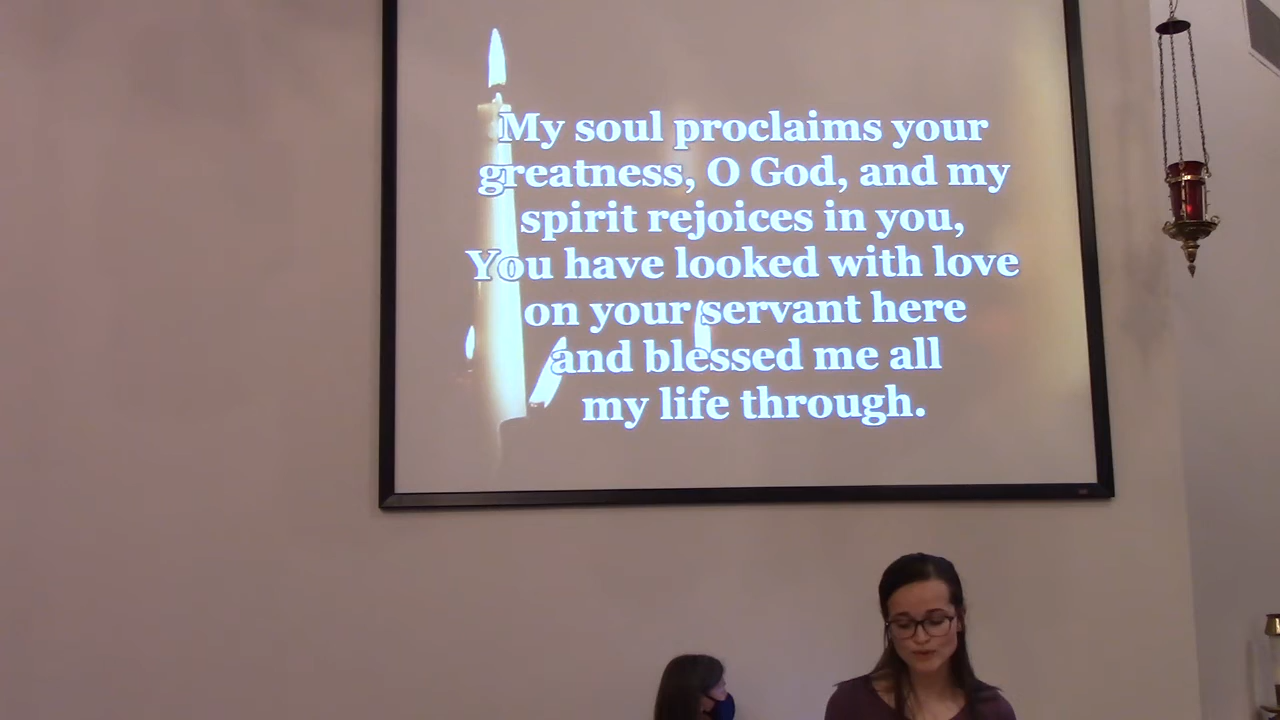 My soul proclaims your
greatness, O God, and my
spirit rejoices in you,
You have looked with love
on your servant here
and blessed me all
my life through.